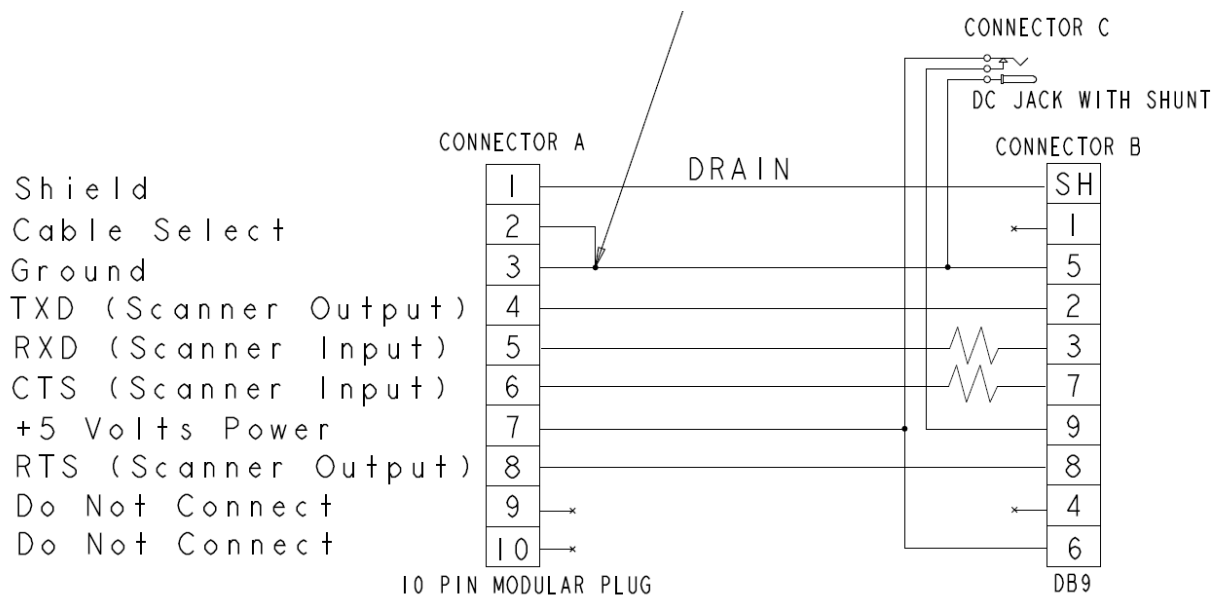 CONNECTOR C
DC JACK WITH SHUNT
CONNECTOR A
CONNECTOR B
DRAIN
Shield 1 SH
Cable Select 2 1
Ground 3 5
TXD (Scanner Output) 4 2
RXD (Scanner Input) 5 3
CTS (Scanner Input) 6 7
+5 Volts Power 7 9
RTS (Scanner Output) 8 8
Do Not Connect 9 4
Do Not Connect 10 6
10 PIN MODULAR PLUG
DB9